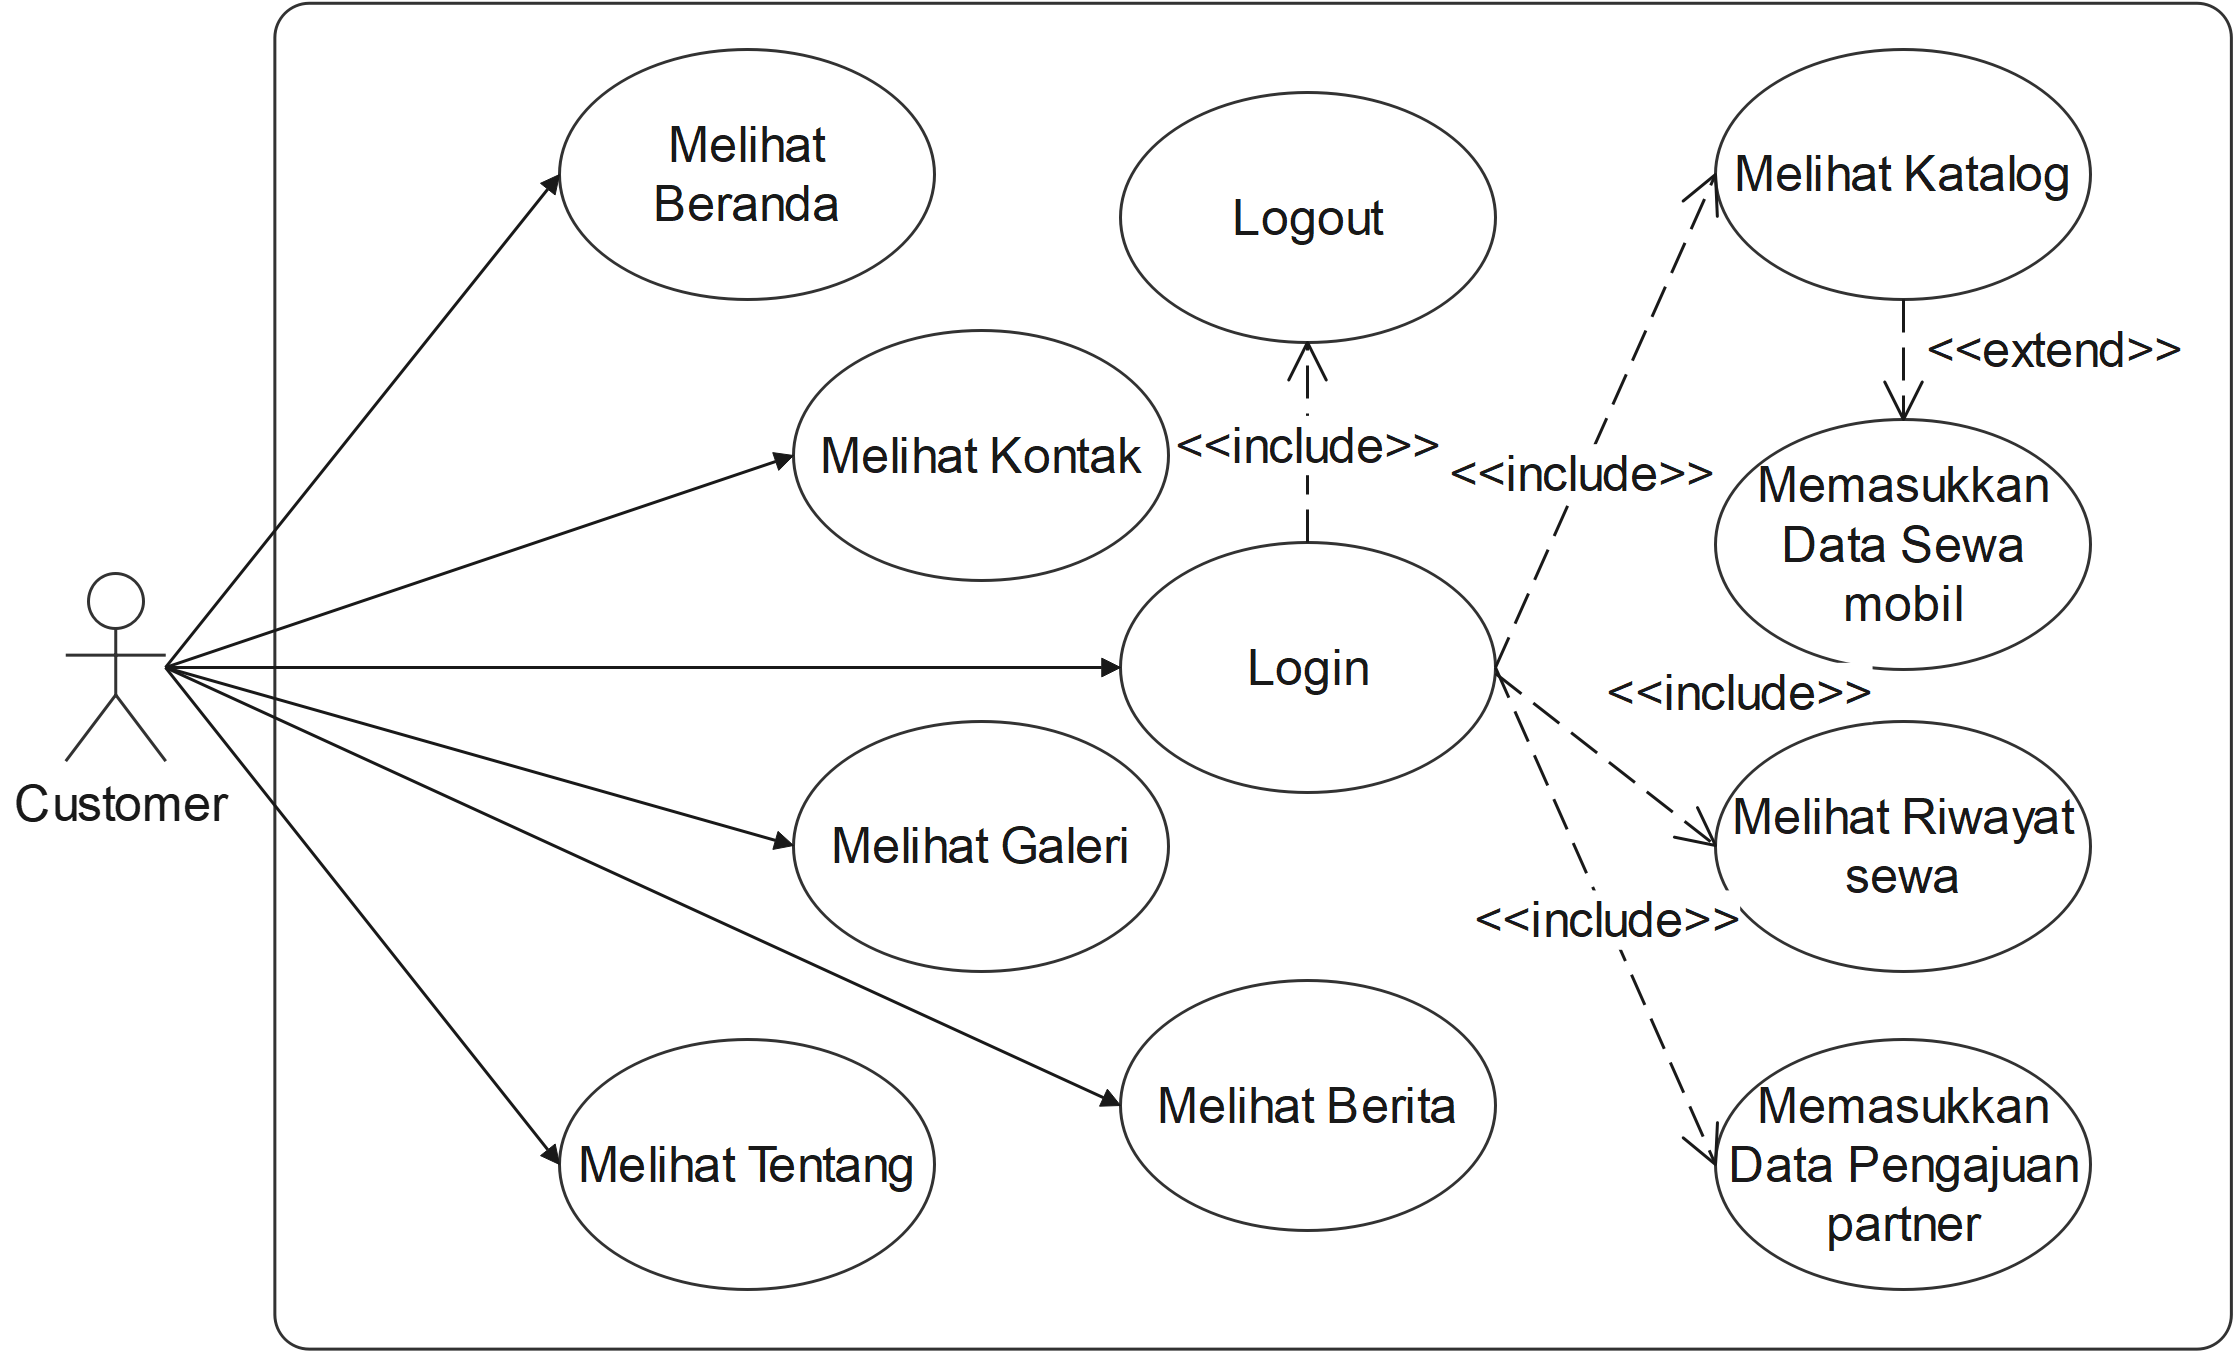 Melihat
Beranda
Logout
Melihat Katalog
<<extend>>
Melihat Kontak
<<include>>
<<include>>
Memasukkan
Data Sewa
mobil
Customer
Login
<<include>>
Melihat Galeri
Melihat Riwayat
sewa
<<include>>
Melihat Tentang
Melihat Berita
Memasukkan
Data Pengajuan
partner